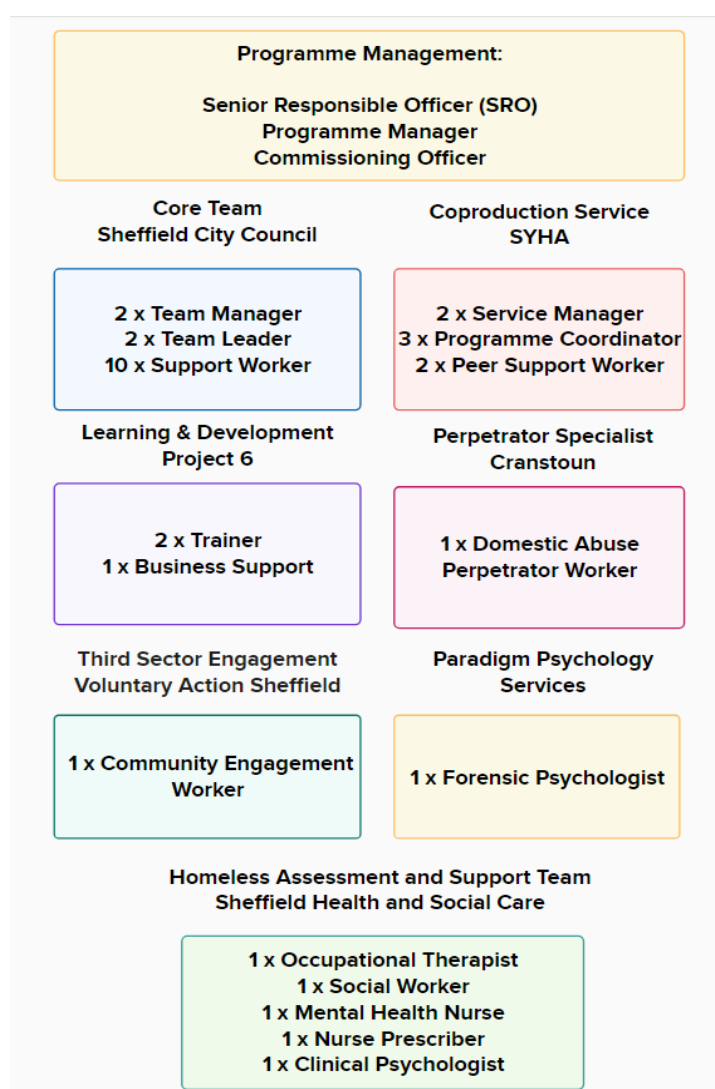 Programme Management:
Senior Responsible Officer (SRO)
Programme Manager
Commissioning Officer
Core Team
Sheffield City Council
2 x Team Manager
2 x Team Leader
10 x Support Worker
Coproduction Service
SYHA
2 x Service Manager
3 x Programme Coordinator
2 x Peer Support Worker
Learning & Development
Project 6
2 x Trainer
1 x Business Support
Perpetrator Specialist
Cranstoun
1 x Domestic Abuse
Perpetrator Worker
Third Sector Engagement
Voluntary Action Sheffield
1 x Community Engagement
Worker
Paradigm Psychology
Services
1 x Forensic Psychologist
Homeless Assessment and Support Team
Sheffield Health and Social Care
1 x Occupational Therapist
1 x Social Worker
1 x Mental Health Nurse
1 x Nurse Prescriber
1 x Clinical Psychologist